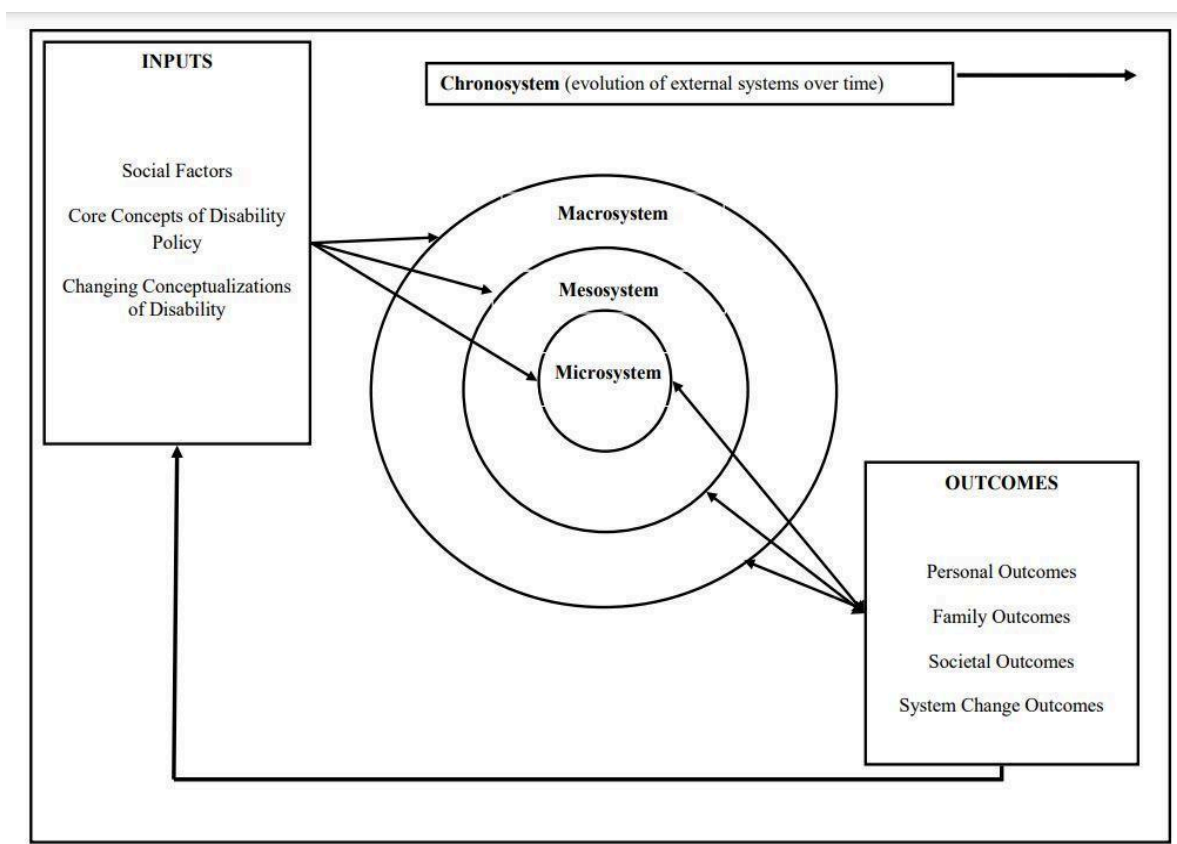 INPUTS
Social Factors
Core Concepts of Disability
Policy
Changing Conceptualizations
of Disability
Chronosystem (evolution of external systems over time)
Macrosystem
Mesosystem
Microsystem
OUTCOMES
Personal Outcomes
Family Outcomes
Societal Outcomes
System Change Outcomes